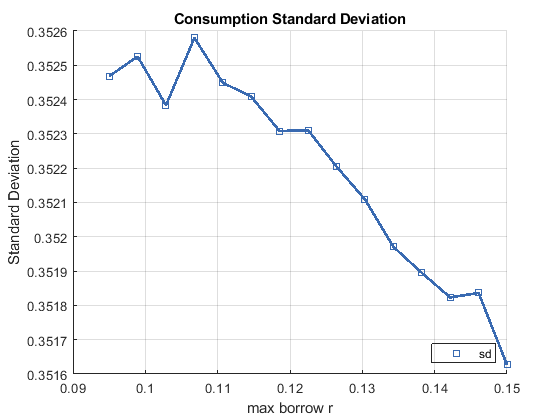 Consumption Standard Deviation
Standard Deviation
0.3526
0.3525
0.3524
0.3523
0.3522
0.3521
0.352
0.3519
0.3518
0.3517
0.3516
0.09 0.1 0.11 0.12 0.13 0.14 0.15
max borrow r
sd